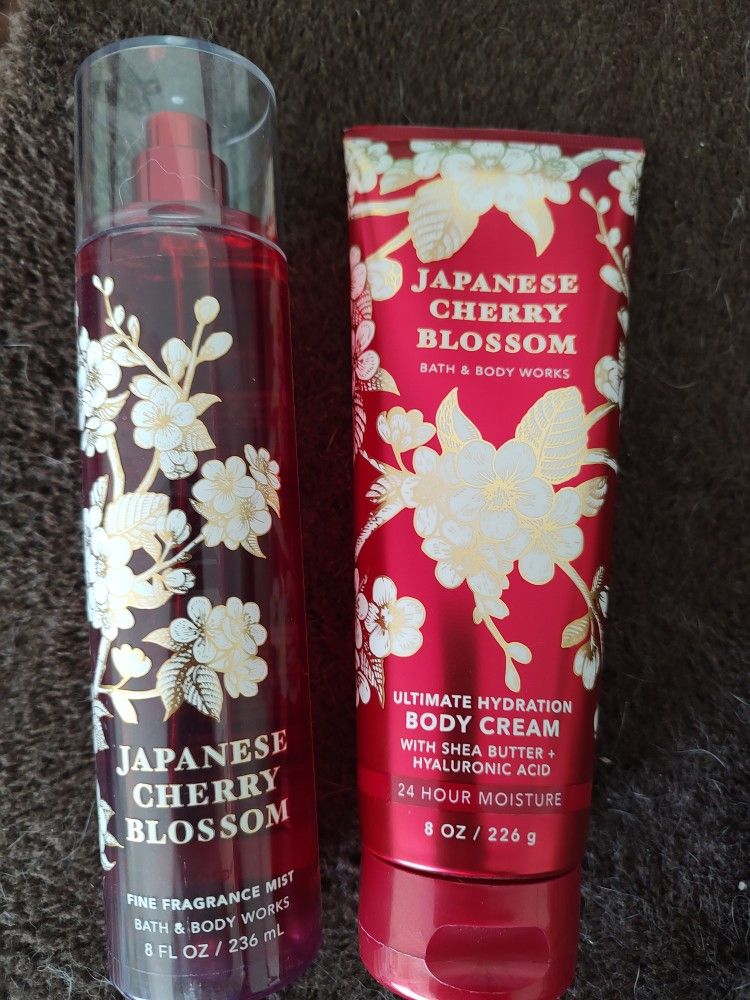 JAPANESE
CHERRY
BLOSSOM
FINE FRAGRANCE MIST
BATH & BODY WORKS
8 FL OZ / 236 mL
JAPANESE
CHERRY
BLOSSOM
BATH & BODY WORKS
ULTIMATE HYDRATION
BODY CREAM
WITH SHEA BUTTER +
HYALURONIC ACID
24 HOUR MOISTURE
8 OZ / 226 g